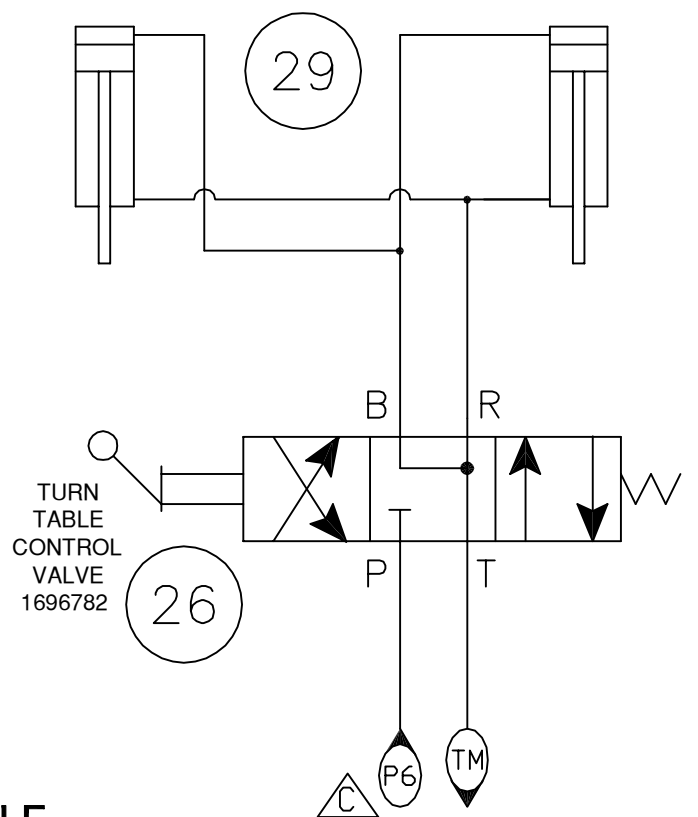 29
B R
TURN
TABLE
CONTROL
VALVE
1696782
26
P T
P6
TM
C